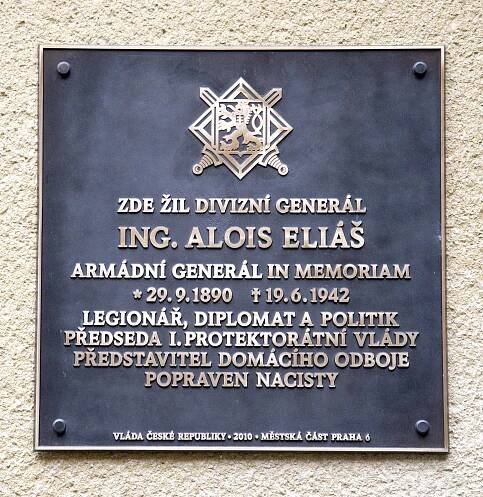 ZDE ŽIL DIVIZNÍ GENERÁL
ING. ALOIS ELIÁŠ
ARMÁDNÍ GENERÁL IN MEMORIAM
* 29.9.1890 † 19.6.1942
LEGIONÁŘ, DIPLOMAT A POLITIK
PŘEDSEDA I. PROTEKTORÁTNÍ VLÁDY
PŘEDSTAVITEL DOMÁCÍHO ODBOJE
POPRAVEN NACISTY
VLÁDA ČESKÉ REPUBLIKY • 2010 • MĚSTSKÁ ČÁST PRAHA 6